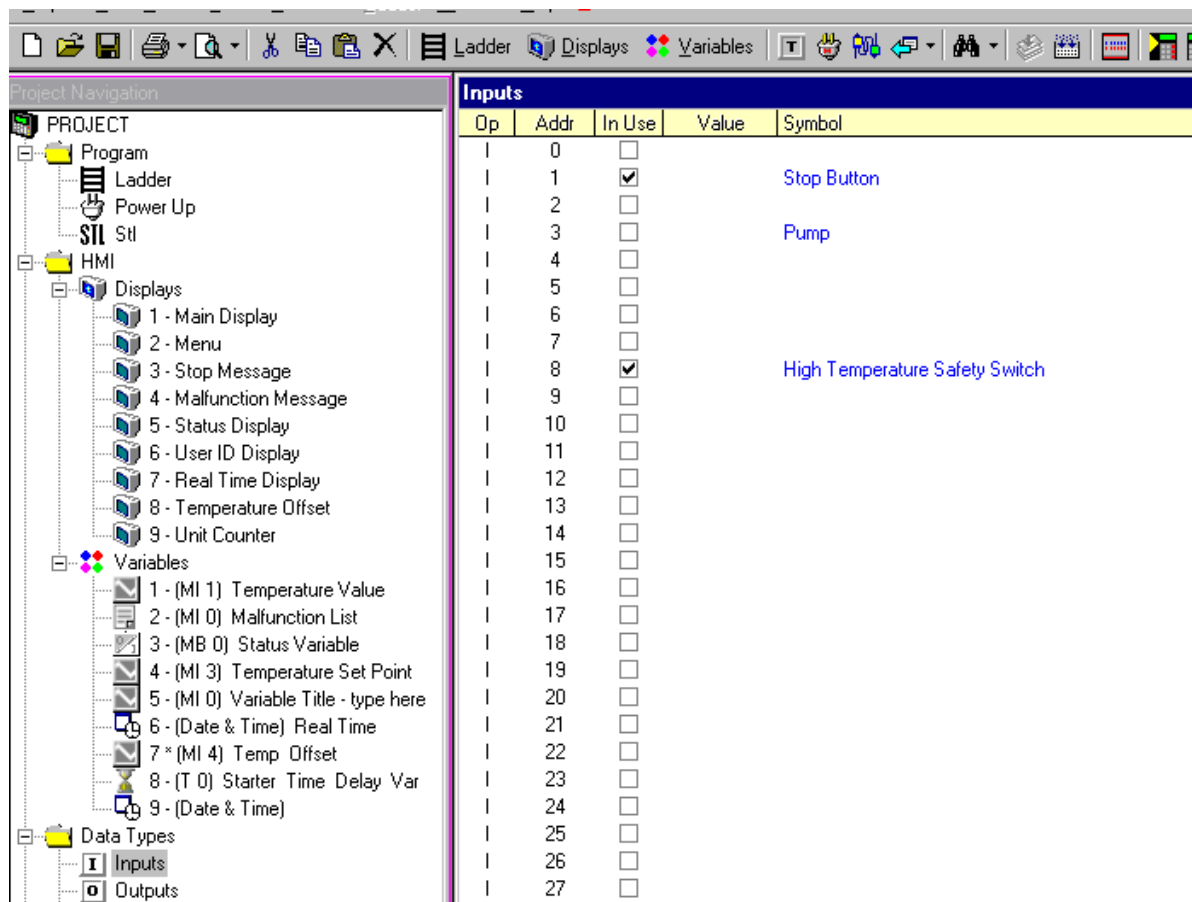 Ladder Displays Variables T
Project Navigation
PROJECT
Program
Ladder
Power Up
STL Stl
HMI
Displays
1 - Main Display
2 - Menu
3 - Stop Message
4 - Malfunction Message
5 - Status Display
6 - User ID Display
7 - Real Time Display
8 - Temperature Offset
9 - Unit Counter
Variables
1 - (MI 1) Temperature Value
2 - (MI 0) Malfunction List
3 - (MB 0) Status Variable
4 - (MI 3) Temperature Set Point
5 - (MI 0) Variable Title - type here
6 - (Date & Time) Real Time
7 * (MI 4) Temp Offset
8 - (T 0) Starter Time Delay Var
9 - (Date & Time)
Data Types
I Inputs
O Outputs
Inputs
Op Addr In Use Value Symbol
I 0
I 1 Stop Button
I 2
I 3 Pump
I 4
I 5
I 6
I 7
I 8 High Temperature Safety Switch
I 9
I 10
I 11
I 12
I 13
I 14
I 15
I 16
I 17
I 18
I 19
I 20
I 21
I 22
I 23
I 24
I 25
I 26
I 27